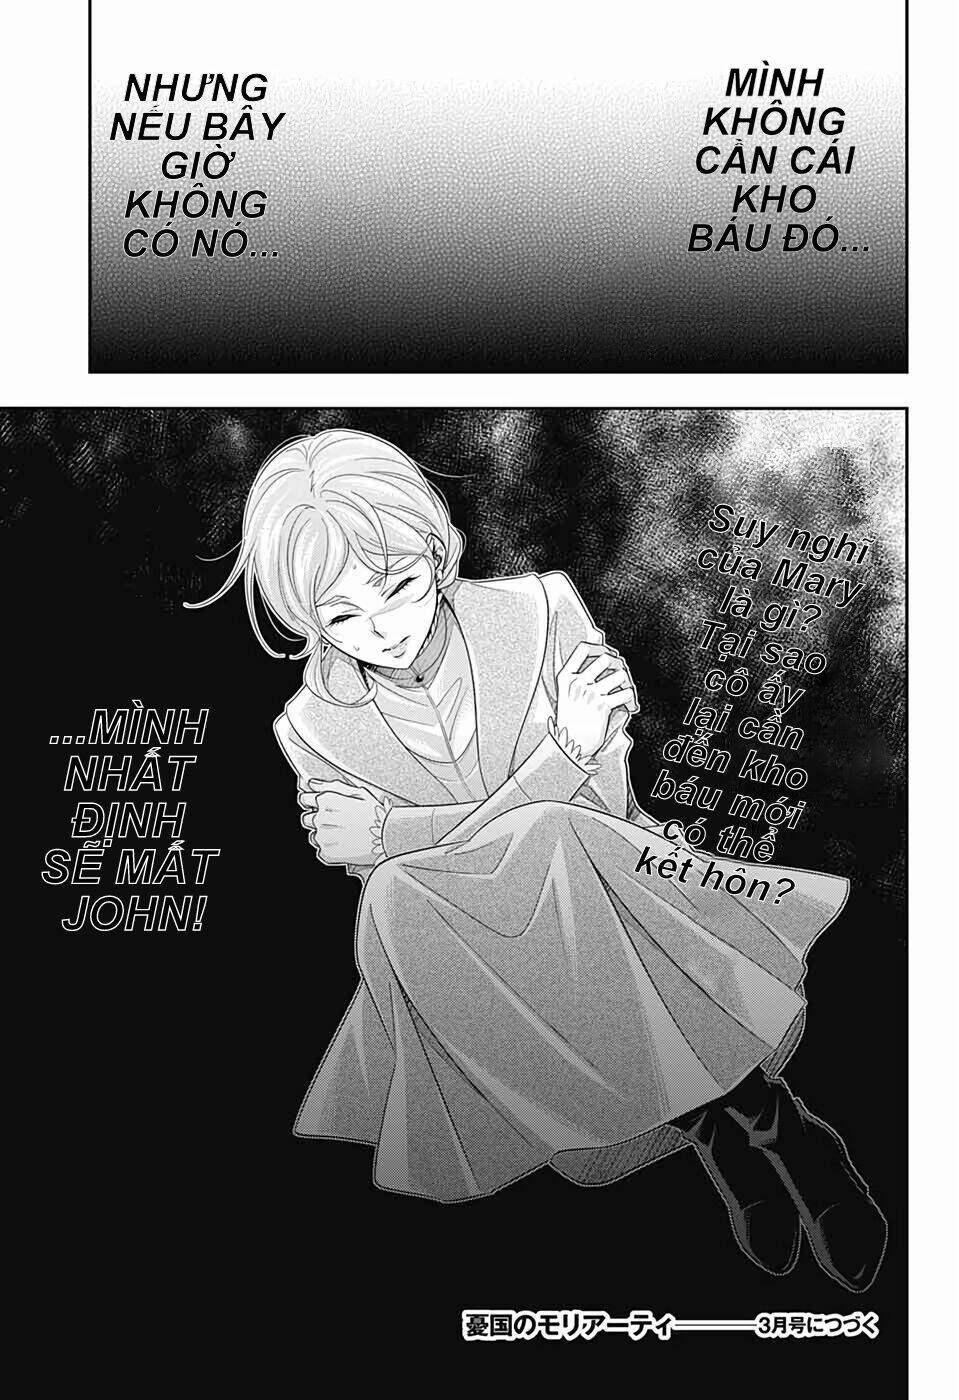 MÌNH
KHÔNG
CẦN CÁI
KHO
BÁU ĐÓ...
NHƯNG
NẾU BÂY
GIỜ
KHÔNG
CÓ NÓ...
Suy nghĩ
của Mary
là gì?
Tại sao
cô ấy
lại cần
đến kho
báu mới
có thể
kết hôn?
...MÌNH
NHẤT
ĐỊNH
SẼ MẤT
JOHN!
憂国のモリアーティ————3月号につづく